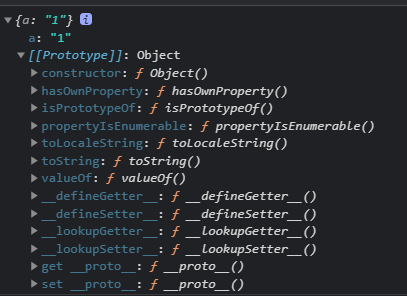 {a: "1"} i
a: "1"
[[Prototype]]: Object
constructor: ƒ Object()
hasOwnProperty: ƒ hasOwnProperty()
isPrototypeOf: ƒ isPrototypeOf()
propertyIsEnumerable: ƒ propertyIsEnumerable()
toLocaleString: ƒ toLocaleString()
toString: ƒ toString()
valueOf: ƒ valueOf()
__defineGetter__: ƒ __defineGetter__()
__defineSetter__: ƒ __defineSetter__()
__lookupGetter__: ƒ __lookupGetter__()
__lookupSetter__: ƒ __lookupSetter__()
get __proto__: ƒ __proto__()
set __proto__: ƒ __proto__()